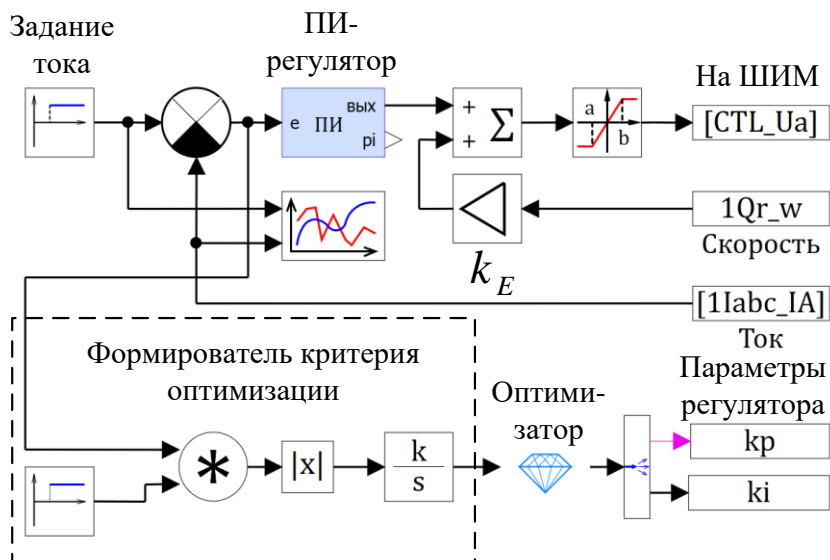 Задание
тока
ПИ-
регулятор
На ШИМ
e ПИ вых
pi
+
+
Σ
a
b
[CTL_Ua]
1Qr_w
Скорость
k_E
[1Iabc_IA]
Ток
Формирователь критерия
оптимизации
Оптими-
затор
Параметры
регулятора
*
|x|
k
s
kp
ki